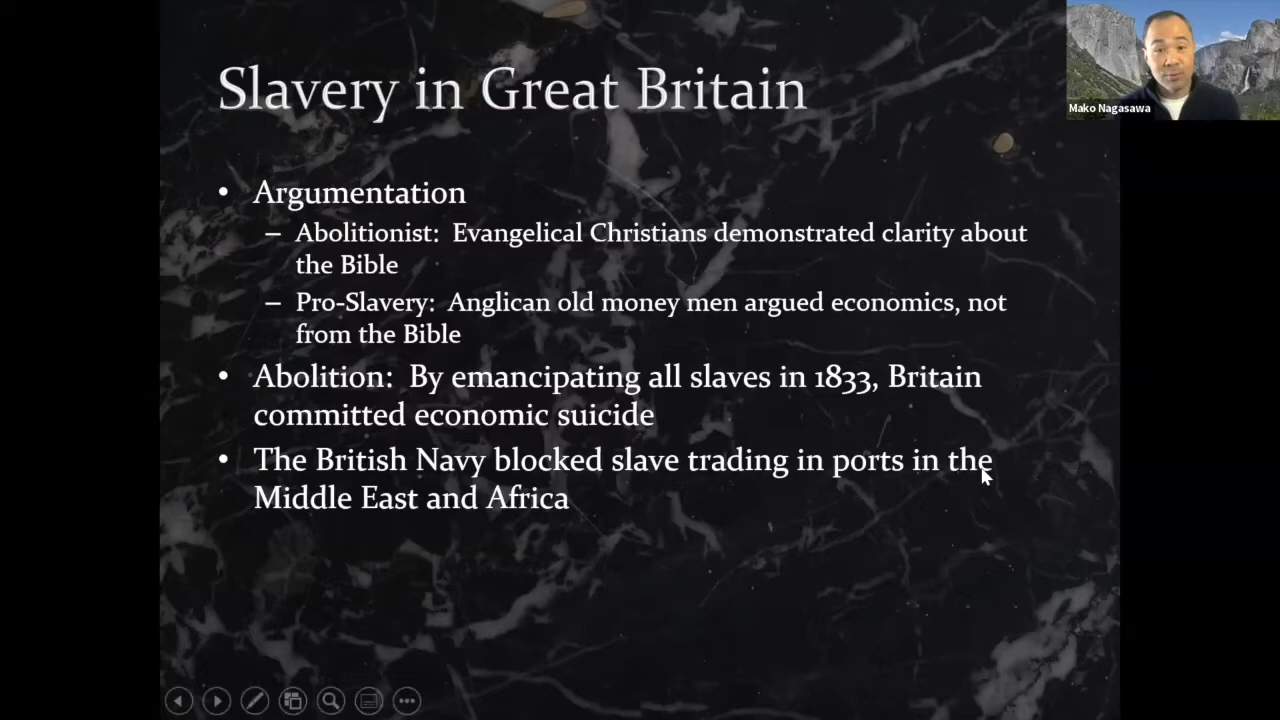 Slavery in Great Britain
Mako Nagasawa
• Argumentation
– Abolitionist: Evangelical Christians demonstrated clarity about
the Bible
– Pro-Slavery: Anglican old money men argued economics, not
from the Bible
• Abolition: By emancipating all slaves in 1833, Britain
committed economic suicide
• The British Navy blocked slave trading in ports in the
Middle East and Africa